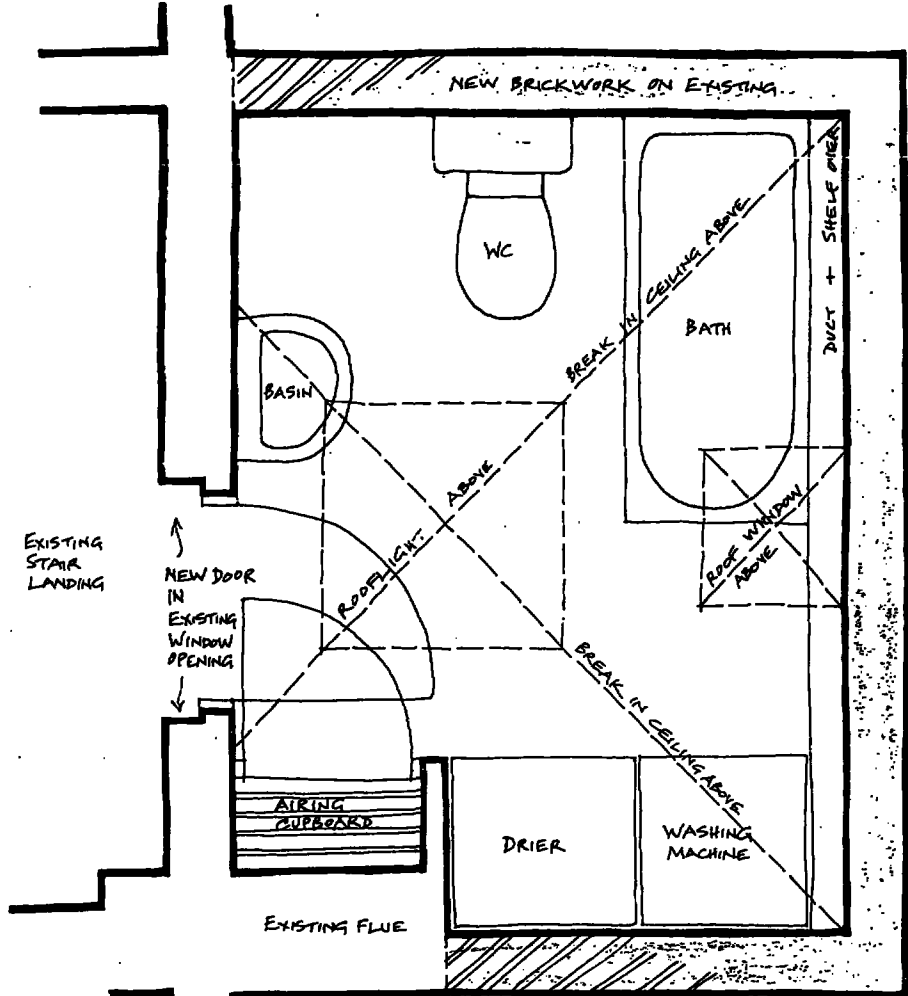 NEW BRICKWORK ON EXISTING
DUCT + SHELF OVER
WC
BREAK IN CEILING ABOVE
BATH
BASIN
ROOFLIGHT ABOVE
ROOF WINDOW
ABOVE
EXISTING
STAIR
LANDING
NEW DOOR
IN
EXISTING
WINDOW
OPENING
BREAK IN CEILING ABOVE
AIRING
CUPBOARD
DRIER
WASHING
MACHINE
EXISTING FLUE